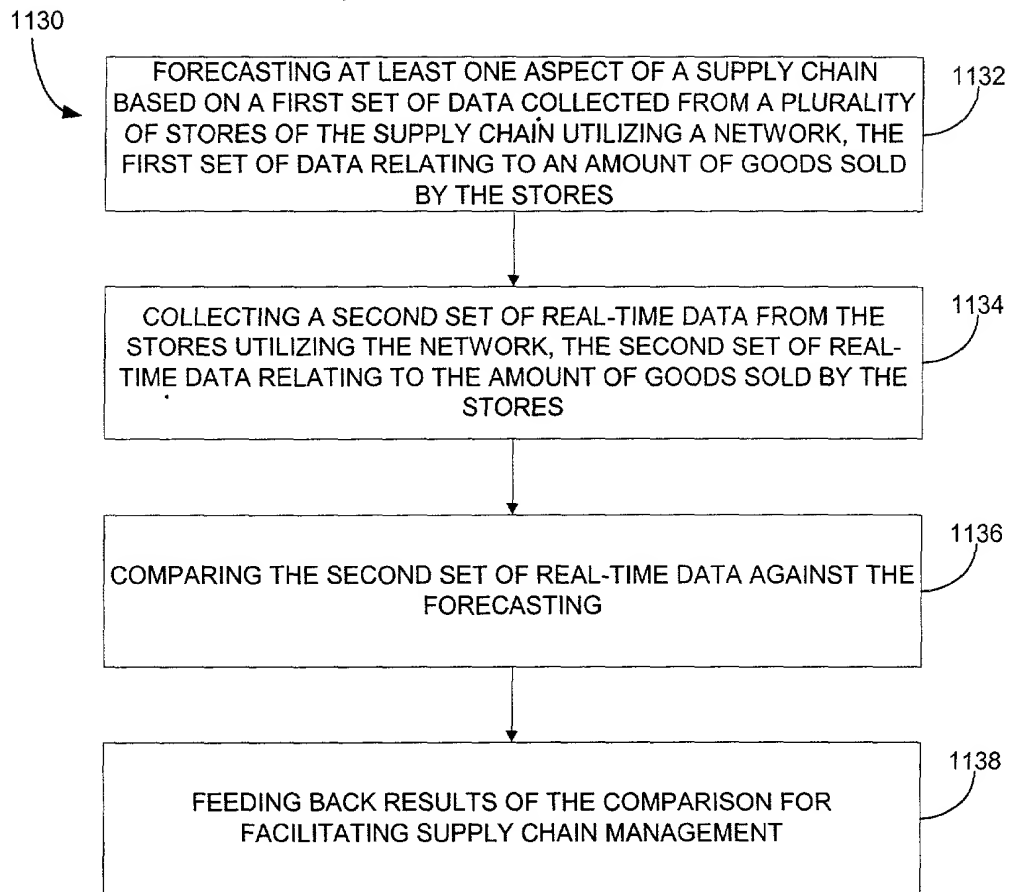 1130
FORECASTING AT LEAST ONE ASPECT OF A SUPPLY CHAIN
BASED ON A FIRST SET OF DATA COLLECTED FROM A PLURALITY
OF STORES OF THE SUPPLY CHAIN UTILIZING A NETWORK, THE
FIRST SET OF DATA RELATING TO AN AMOUNT OF GOODS SOLD
BY THE STORES
1132
COLLECTING A SECOND SET OF REAL-TIME DATA FROM THE
STORES UTILIZING THE NETWORK, THE SECOND SET OF REAL-
TIME DATA RELATING TO THE AMOUNT OF GOODS SOLD BY THE
STORES
1134
COMPARING THE SECOND SET OF REAL-TIME DATA AGAINST THE
FORECASTING
1136
FEEDING BACK RESULTS OF THE COMPARISON FOR
FACILITATING SUPPLY CHAIN MANAGEMENT
1138